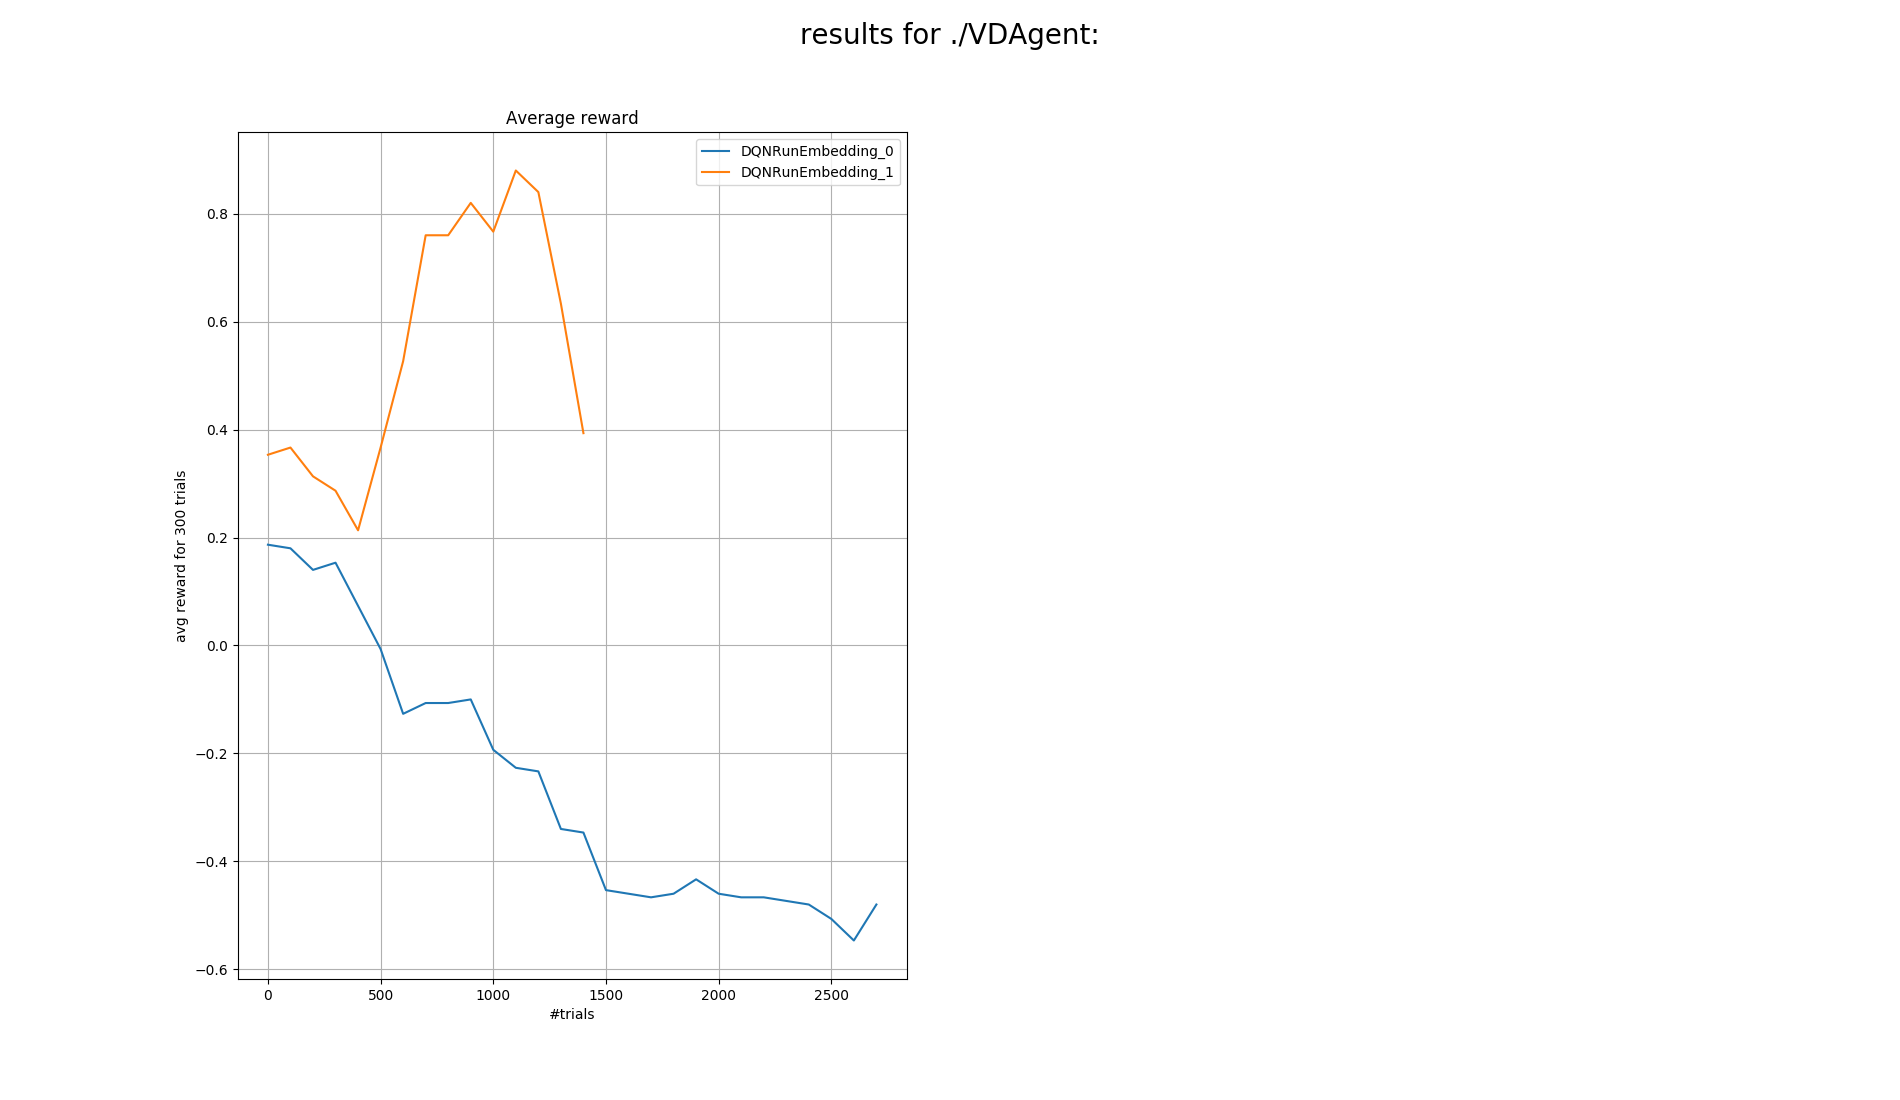 results for ./VDAgent:
Average reward
DQNRunEmbedding_0
DQNRunEmbedding_1
avg reward for 300 trials
0.8
0.6
0.4
0.2
0.0
−0.2
−0.4
−0.6
0 500 1000 1500 2000 2500
#trials